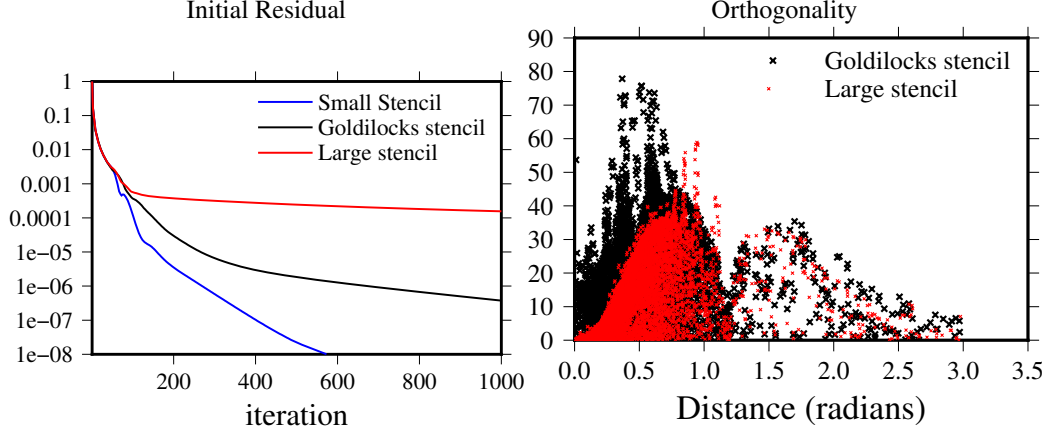 Initial Residual
1
0.1
0.01
0.001
0.0001
1e−05
1e−06
1e−07
1e−08
Small Stencil
Goldilocks stencil
Large stencil
200
400
600
800
1000
iteration
Orthogonality
90
80
70
60
50
40
30
20
10
0
Goldilocks stencil
Large stencil
0.0
0.5
1.0
1.5
2.0
2.5
3.0
3.5
Distance (radians)